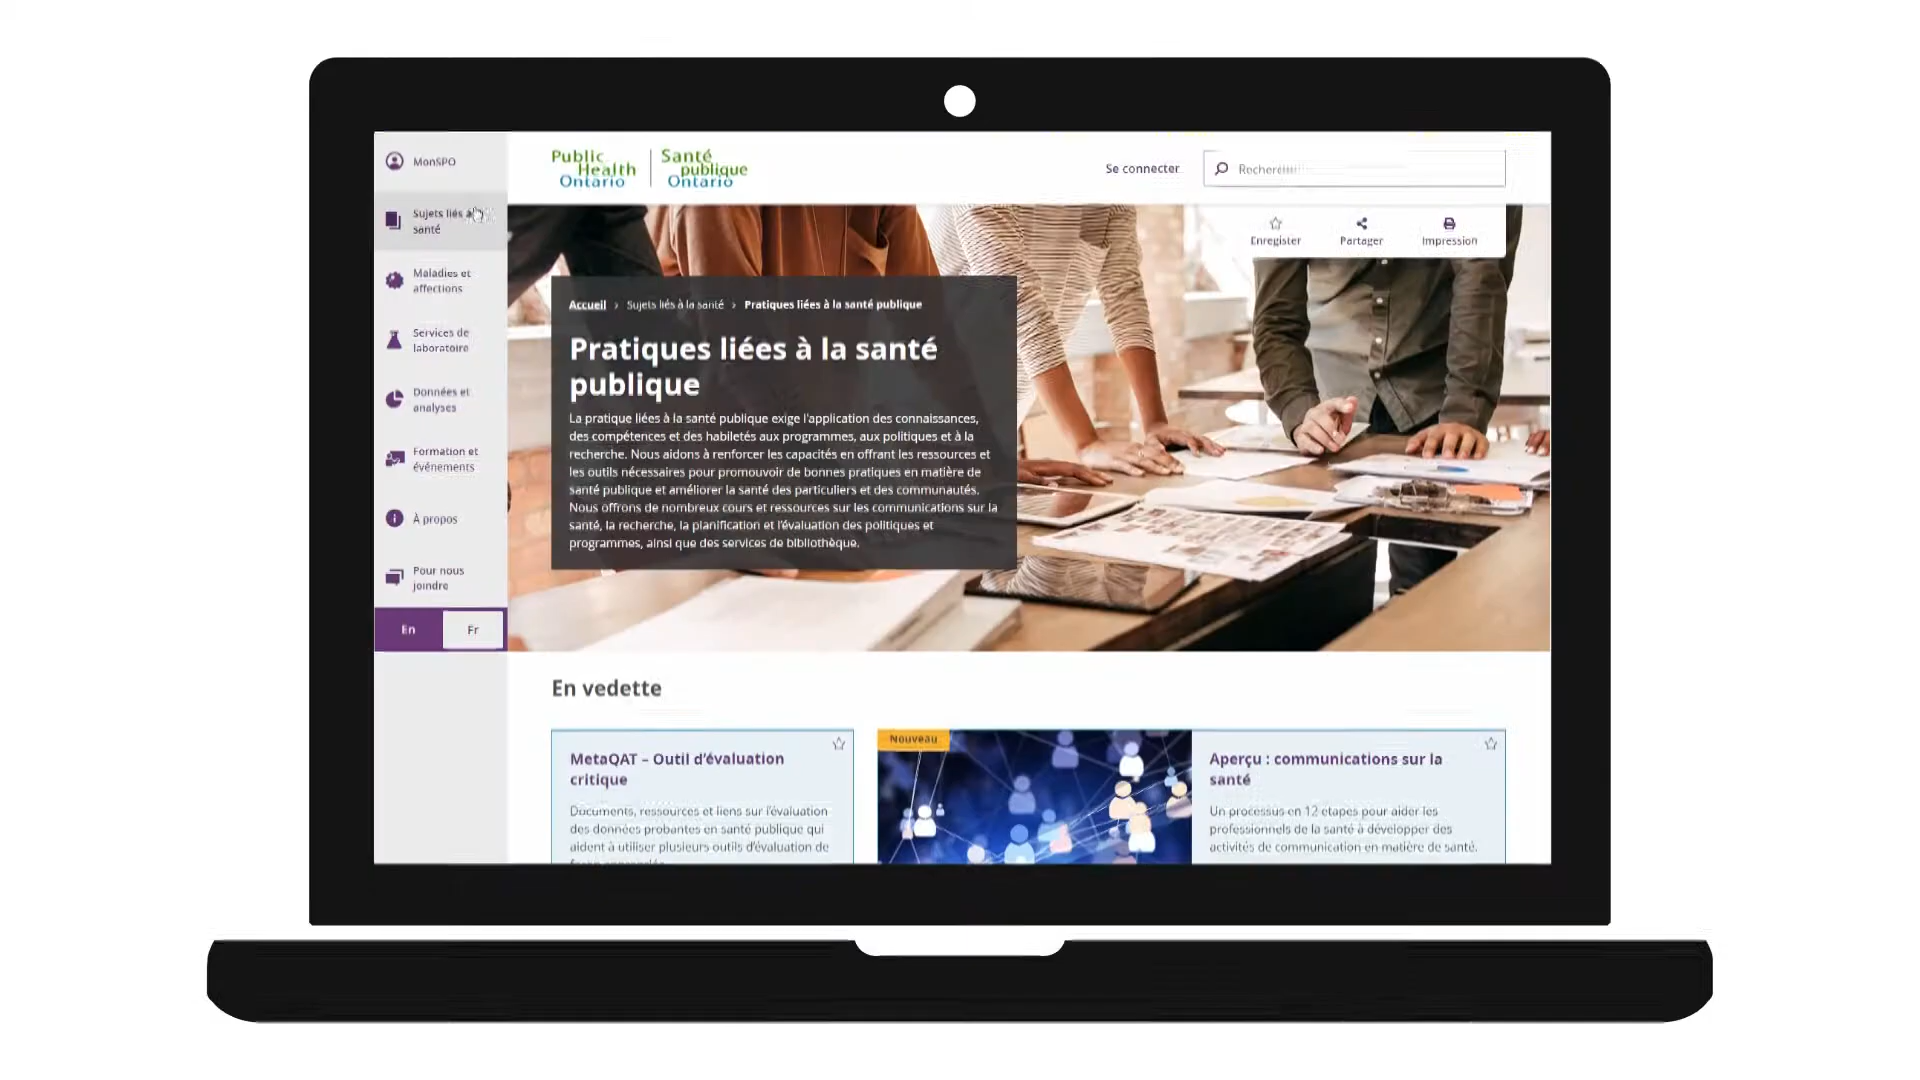 MonSPO
Sujets liés à
santé
Maladies et
affections
Services de
laboratoire
Données et
analyses
Formation et
événements
À propos
Pour nous
joindre
En
Fr
Public
Health
Ontario
Santé
publique
Ontario
Se connecter
Enregister
Partager
Impression
Accueil › Sujets liés à la santé › Pratiques liées à la santé publique
Pratiques liées à la santé
publique
La pratique liées à la santé publique exige l'application des connaissances,
des compétences et des habiletés aux programmes, aux politiques et à la
recherche. Nous aidons à renforcer les capacités en offrant les ressources et
les outils nécessaires pour promouvoir de bonnes pratiques en matière de
santé publique et améliorer la santé des particuliers et des communautés.
Nous offrons de nombreux cours et ressources sur les communications sur la
santé, la recherche, la planification et l'évaluation des politiques et
programmes, ainsi que des services de bibliothèque.
En vedette
MetaQAT – Outil d'évaluation
critique
Documents, ressources et liens sur l'évaluation
des données probantes en santé publique qui
aident à utiliser plusieurs outils d'évaluation de
Nouveau
Aperçu : communications sur la
santé
Un processus en 12 étapes pour aider les
professionnels de la santé à développer des
activités de communication en matière de santé.